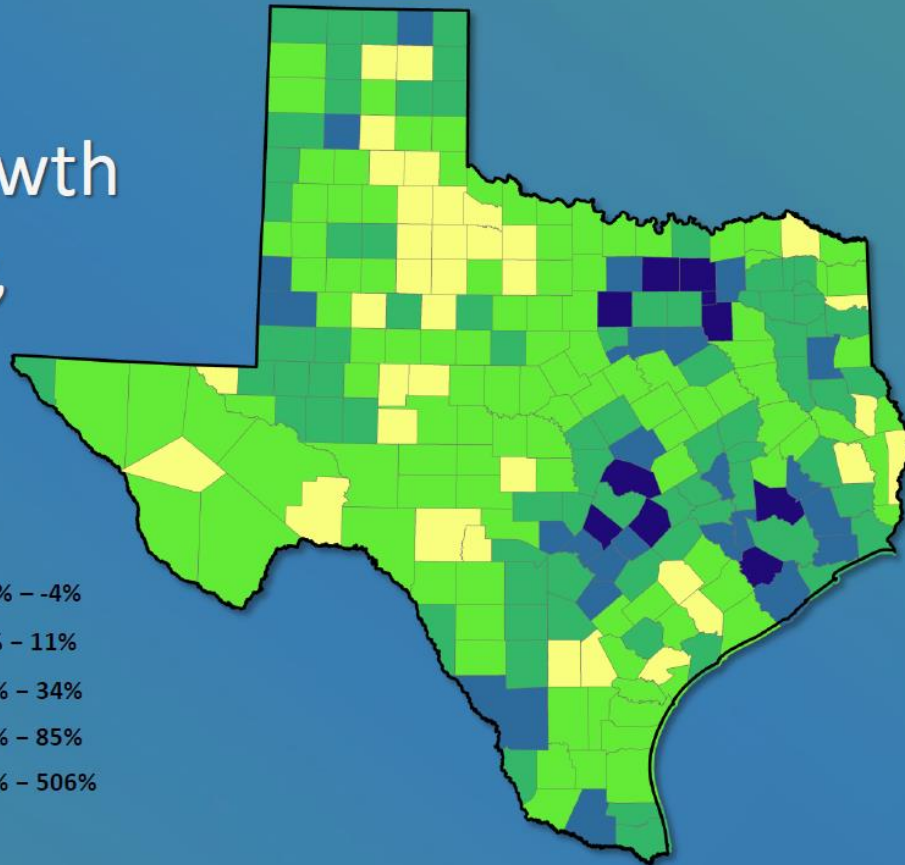 wth
% – -4%
– 11%
% – 34%
% – 85%
% – 506%